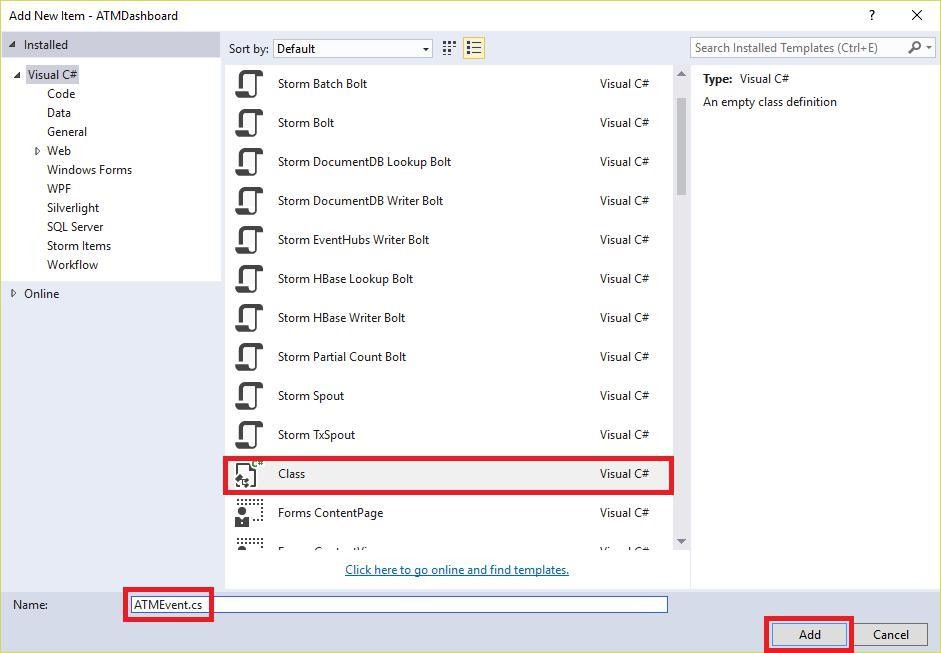 Add New Item - ATMDashboard
?
Installed
Visual C#
Code
Data
General
Web
Windows Forms
WPF
Silverlight
SQL Server
Storm Items
Workflow
Online
Sort by: Default
Storm Batch Bolt Visual C#
Storm Bolt Visual C#
Storm DocumentDB Lookup Bolt Visual C#
Storm DocumentDB Writer Bolt Visual C#
Storm EventHubs Writer Bolt Visual C#
Storm HBase Lookup Bolt Visual C#
Storm HBase Writer Bolt Visual C#
Storm Partial Count Bolt Visual C#
Storm Spout Visual C#
Storm TxSpout Visual C#
Class Visual C#
Forms ContentPage Visual C#
Click here to go online and find templates.
Search Installed Templates (Ctrl+E)
Type: Visual C#
An empty class definition
Name: ATMEvent.cs
Add Cancel